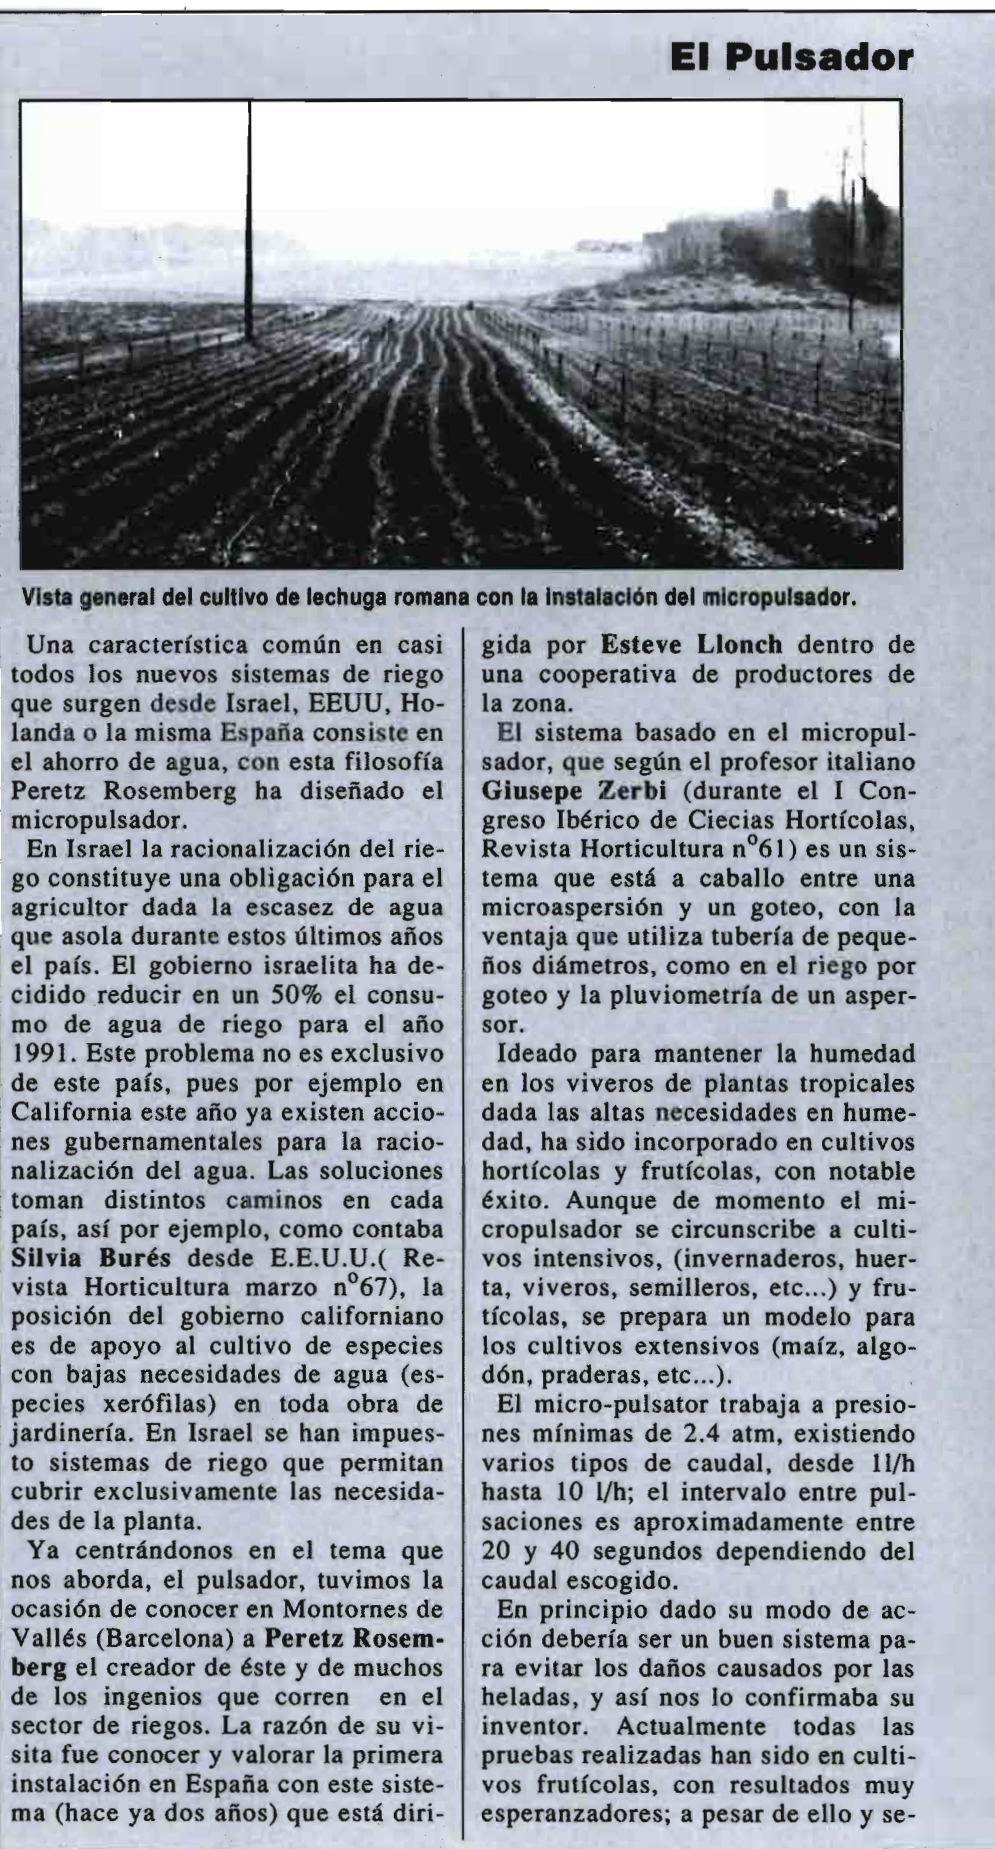 El Pulsador
Vista general del cultivo de lechuga romana con la instalación del micropulsador.
Una característica común en casi
todos los nuevos sistemas de riego
que surgen desde Israel, EEUU, Ho-
landa o la misma España consiste en
el ahorro de agua, con esta filosofía
Peretz Rosemberg ha diseñado el
micropulsador.
En Israel la racionalización del rie-
go constituye una obligación para el
agricultor dada la escasez de agua
que asola durante estos últimos años
el país. El gobierno israelita ha de-
cidido reducir en un 50% el consu-
mo de agua de riego para el año
1991. Este problema no es exclusivo
de este país, pues por ejemplo en
California este año ya existen accio-
nes gubernamentales para la racio-
nalización del agua. Las soluciones
toman distintos caminos en cada
país, así por ejemplo, como contaba
Silvia Burés desde E.E.U.U.( Re-
vista Horticultura marzo nº67), la
posición del gobierno californiano
es de apoyo al cultivo de especies
con bajas necesidades de agua (es-
pecies xerófilas) en toda obra de
jardinería. En Israel se han impues-
to sistemas de riego que permitan
cubrir exclusivamente las necesida-
des de la planta.
Ya centrándonos en el tema que
nos aborda, el pulsador, tuvimos la
ocasión de conocer en Montornes de
Vallés (Barcelona) a Peretz Rosem-
berg el creador de éste y de muchos
de los ingenios que corren en el
sector de riegos. La razón de su vi-
sita fue conocer y valorar la primera
instalación en España con este siste-
ma (hace ya dos años) que está diri-
gida por Esteve Llonch dentro de
una cooperativa de productores de
la zona.
El sistema basado en el micropul-
sador, que según el profesor italiano
Giusepe Zerbi (durante el I Con-
greso Ibérico de Ciecias Hortícolas,
Revista Horticultura nº61) es un sis-
tema que está a caballo entre una
microaspersión y un goteo, con la
ventaja que utiliza tubería de peque-
ños diámetros, como en el riego por
goteo y la pluviometría de un asper-
sor.
Ideado para mantener la humedad
en los viveros de plantas tropicales
dada las altas necesidades en hume-
dad, ha sido incorporado en cultivos
hortícolas y frutícolas, con notable
éxito. Aunque de momento el mi-
cropulsador se circunscribe a culti-
vos intensivos, (invernaderos, huer-
ta, viveros, semilleros, etc...) y fru-
tícolas, se prepara un modelo para
los cultivos extensivos (maíz, algo-
dón, praderas, etc...).
El micro-pulsator trabaja a presio-
nes mínimas de 2.4 atm, existiendo
varios tipos de caudal, desde 1l/h
hasta 10 l/h; el intervalo entre pul-
saciones es aproximadamente entre
20 y 40 segundos dependiendo del
caudal escogido.
En principio dado su modo de ac-
ción debería ser un buen sistema pa-
ra evitar los daños causados por las
heladas, y así nos lo confirmaba su
inventor. Actualmente todas las
pruebas realizadas han sido en culti-
vos frutícolas, con resultados muy
esperanzadores; a pesar de ello y se-